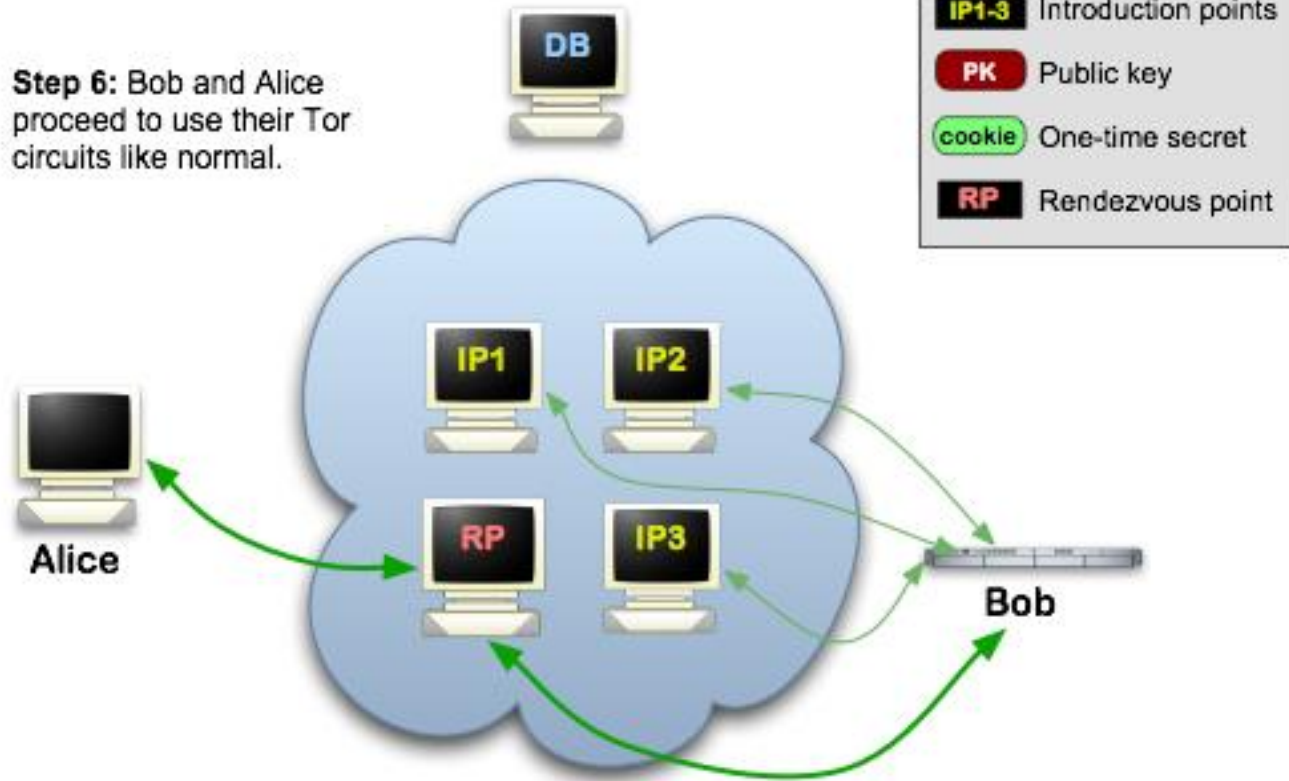 DB
IP1-3 Introduction points
Step 6: Bob and Alice
proceed to use their Tor
circuits like normal.
PK Public key
cookie One-time secret
RP Rendezvous point
IP1
IP2
RP
IP3
Alice
Bob